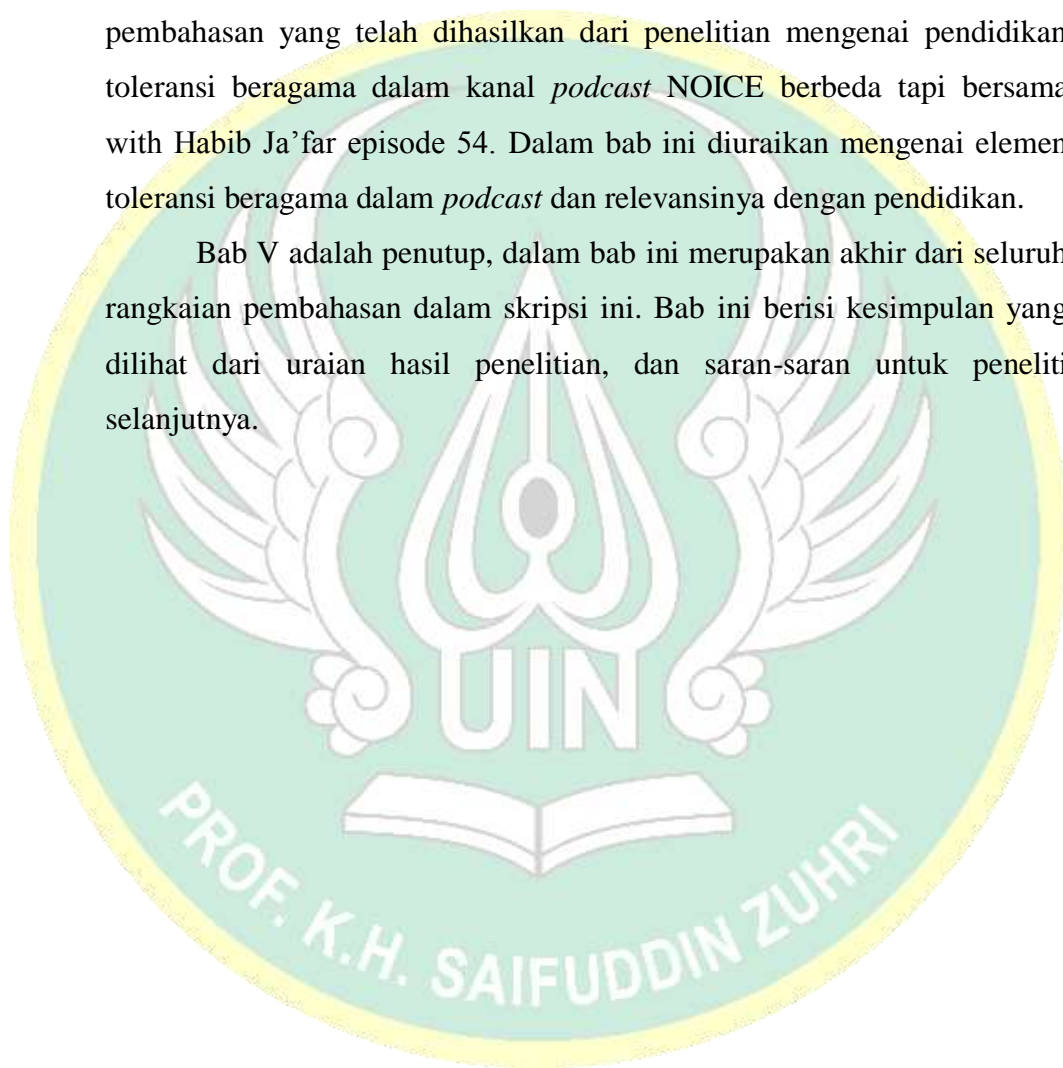 pembahasan yang telah dihasilkan dari penelitian mengenai pendidikan
toleransi beragama dalam kanal podcast NOICE berbeda tapi bersama
with Habib Ja’far episode 54. Dalam bab ini diuraikan mengenai elemen
toleransi beragama dalam podcast dan relevansinya dengan pendidikan.
Bab V adalah penutup, dalam bab ini merupakan akhir dari seluruh
rangkaian pembahasan dalam skripsi ini. Bab ini berisi kesimpulan yang
dilihat dari uraian hasil penelitian, dan saran-saran untuk peneliti
selanjutnya.
UIN
PROF. K.H. SAIFUDDIN ZUHRI